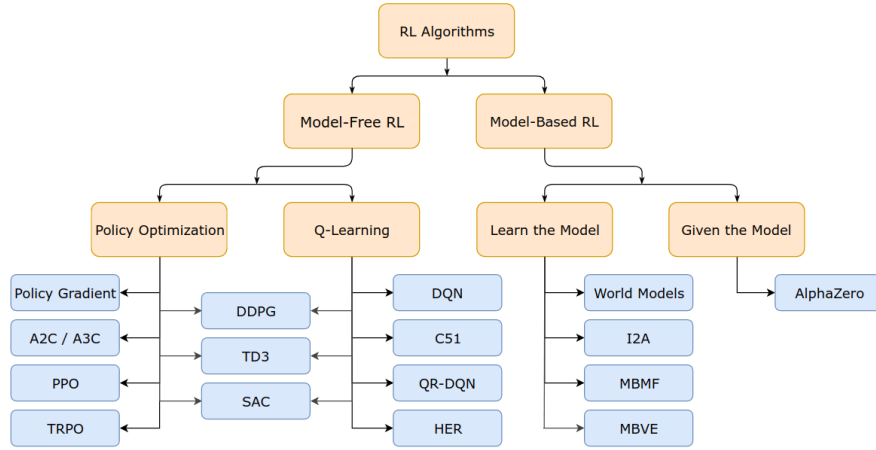 RL Algorithms
Model-Free RL
Model-Based RL
Policy Optimization
Q-Learning
Learn the Model
Given the Model
Policy Gradient
A2C / A3C
PPO
TRPO
DDPG
TD3
SAC
DQN
C51
QR-DQN
HER
World Models
I2A
MBMF
MBVE
AlphaZero